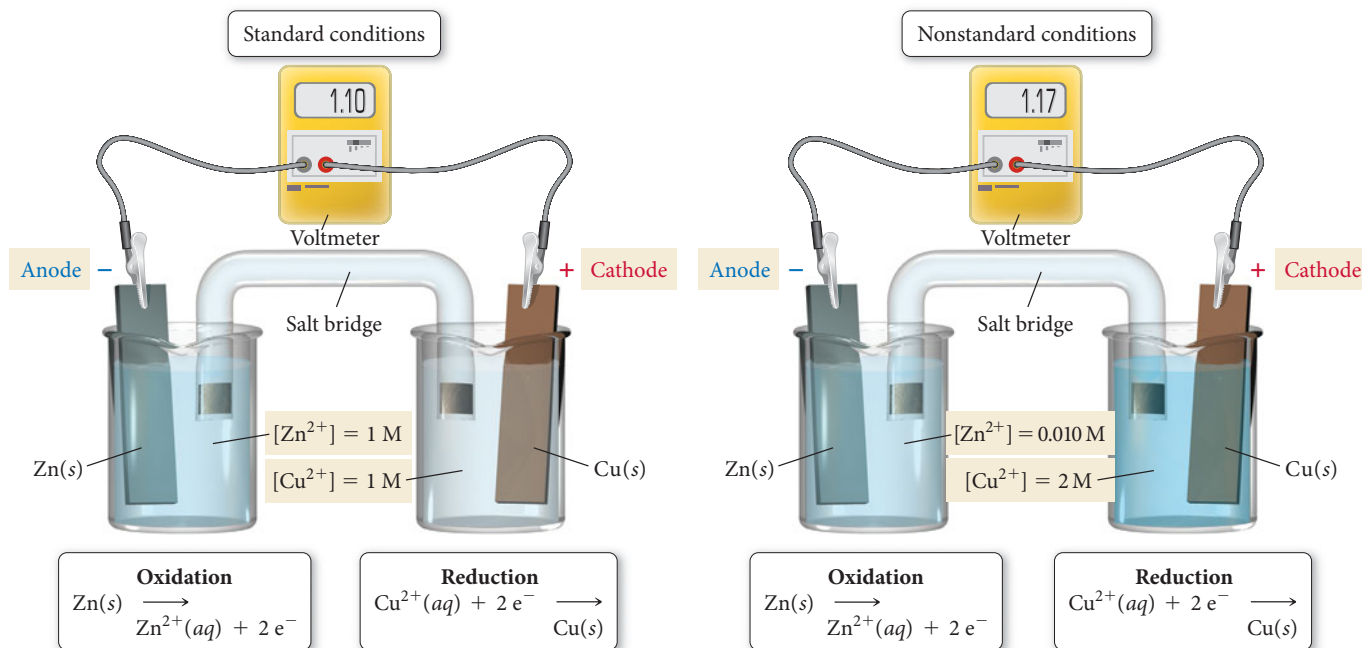 Standard conditions
1.10
Voltmeter
Anode −
+ Cathode
Salt bridge
[Zn²⁺] = 1 M
[Cu²⁺] = 1 M
Zn(s)
Cu(s)
Oxidation
Zn(s) ⟶
Zn²⁺(aq) + 2 e⁻
Reduction
Cu²⁺(aq) + 2 e⁻ ⟶
Cu(s)
Nonstandard conditions
1.17
Voltmeter
Anode −
+ Cathode
Salt bridge
[Zn²⁺] = 0.010 M
[Cu²⁺] = 2 M
Zn(s)
Cu(s)
Oxidation
Zn(s) ⟶
Zn²⁺(aq) + 2 e⁻
Reduction
Cu²⁺(aq) + 2 e⁻ ⟶
Cu(s)